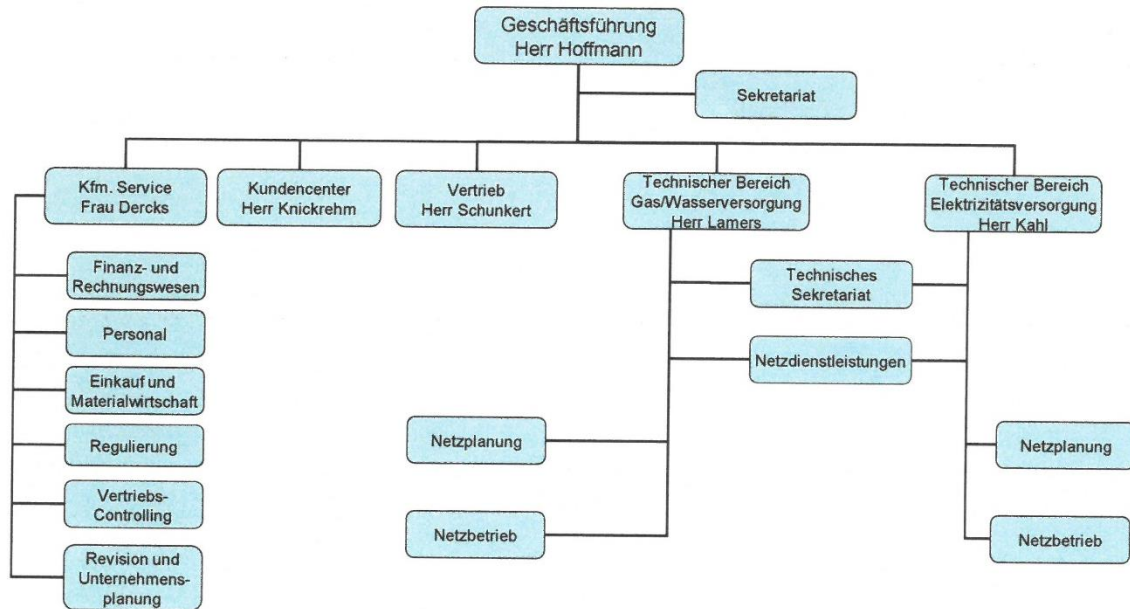 Geschäftsführung
Herr Hoffmann
Sekretariat
Kfm. Service
Frau Dercks
Kundencenter
Herr Knickrehm
Vertrieb
Herr Schunkert
Technischer Bereich
Gas/Wasserversorgung
Herr Lamers
Technischer Bereich
Elektrizitätsversorgung
Herr Kahl
Finanz- und
Rechnungswesen
Personal
Einkauf und
Materialwirtschaft
Regulierung
Vertriebs-
Controlling
Revision und
Unternehmens-
planung
Technisches
Sekretariat
Netzdienstleistungen
Netzplanung
Netzbetrieb
Netzplanung
Netzbetrieb